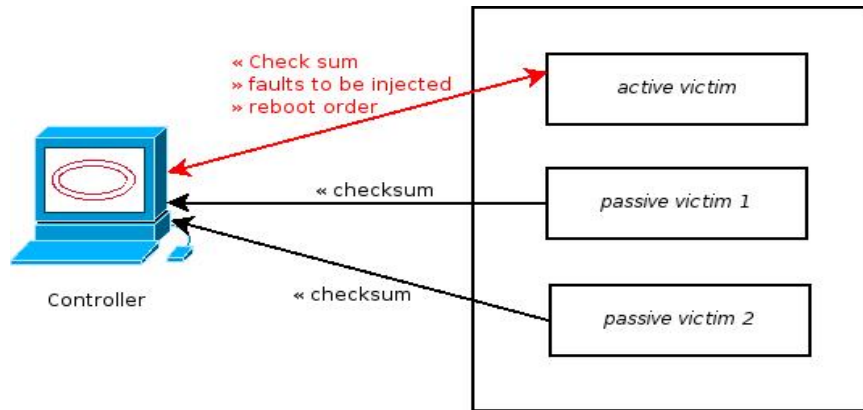 « Check sum
» faults to be injected
» reboot order
active victim
« checksum
passive victim 1
« checksum
passive victim 2
Controller